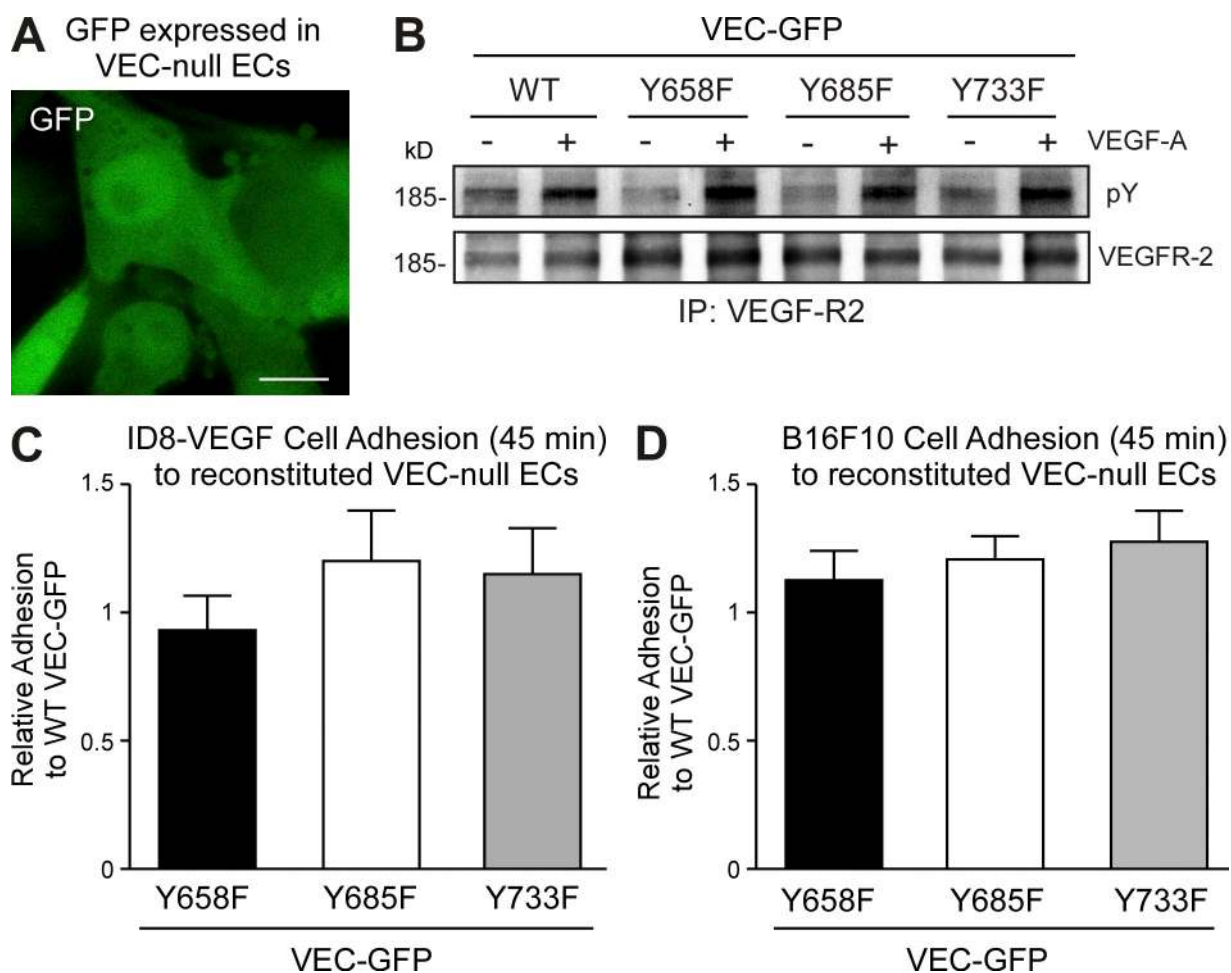 A GFP expressed in
VEC-null ECs
GFP
B VEC-GFP
WT Y658F Y685F Y733F
kD - + - + - + - + VEGF-A
185- pY
185- VEGFR-2
IP: VEGF-R2
C ID8-VEGF Cell Adhesion (45 min)
to reconstituted VEC-null ECs
Relative Adhesion
to WT VEC-GFP
1.5
1
0.5
0
Y658F Y685F Y733F
VEC-GFP
D B16F10 Cell Adhesion (45 min)
to reconstituted VEC-null ECs
Relative Adhesion
to WT VEC-GFP
1.5
1
0.5
0
Y658F Y685F Y733F
VEC-GFP